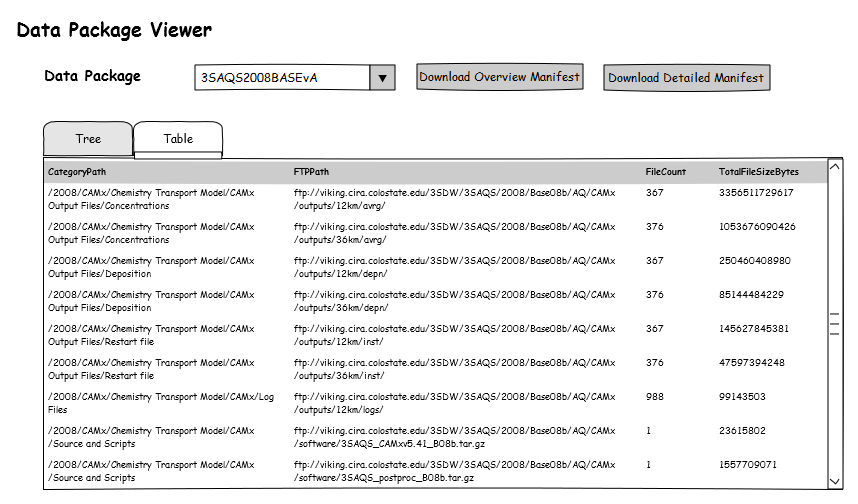 Data Package Viewer
Data Package 3SAQS2008BASEvA Download Overview Manifest Download Detailed Manifest
Tree Table
CategoryPath FTPPath FileCount TotalFileSizeBytes
/2008/CAMx/Chemistry Transport Model/CAMx ftp://viking.cira.colostate.edu/3SDW/3SAQS/2008/Base08b/AQ/CAMx 367 3356511729617
Output Files/Concentrations /outputs/12km/avrg/
/2008/CAMx/Chemistry Transport Model/CAMx ftp://viking.cira.colostate.edu/3SDW/3SAQS/2008/Base08b/AQ/CAMx 376 1053676090426
Output Files/Concentrations /outputs/36km/avrg/
/2008/CAMx/Chemistry Transport Model/CAMx ftp://viking.cira.colostate.edu/3SDW/3SAQS/2008/Base08b/AQ/CAMx 367 250460408980
Output Files/Deposition /outputs/12km/depn/
/2008/CAMx/Chemistry Transport Model/CAMx ftp://viking.cira.colostate.edu/3SDW/3SAQS/2008/Base08b/AQ/CAMx 376 85144484229
Output Files/Deposition /outputs/36km/depn/
/2008/CAMx/Chemistry Transport Model/CAMx ftp://viking.cira.colostate.edu/3SDW/3SAQS/2008/Base08b/AQ/CAMx 367 145627845381
Output Files/Restart file /outputs/12km/inst/
/2008/CAMx/Chemistry Transport Model/CAMx ftp://viking.cira.colostate.edu/3SDW/3SAQS/2008/Base08b/AQ/CAMx 376 47597394248
Output Files/Restart file /outputs/36km/inst/
/2008/CAMx/Chemistry Transport Model/CAMx/Log ftp://viking.cira.colostate.edu/3SDW/3SAQS/2008/Base08b/AQ/CAMx 988 99143503
Files /outputs/12km/logs/
/2008/CAMx/Chemistry Transport Model/CAMx ftp://viking.cira.colostate.edu/3SDW/3SAQS/2008/Base08b/AQ/CAMx 1 23615802
/Source and Scripts /software/3SAQS_CAMxv5.41_B08b.tar.gz
/2008/CAMx/Chemistry Transport Model/CAMx ftp://viking.cira.colostate.edu/3SDW/3SAQS/2008/Base08b/AQ/CAMx 1 1557709071
/Source and Scripts /software/3SAQS_postproc_B08b.tar.gz